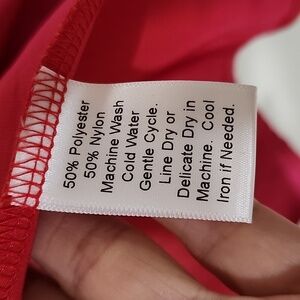 50% Polyester
50% Nylon
Machine Wash
Cold Water
Gentle Cycle.
Line Dry or
Delicate Dry in
Machine. Cool
Iron if Needed.